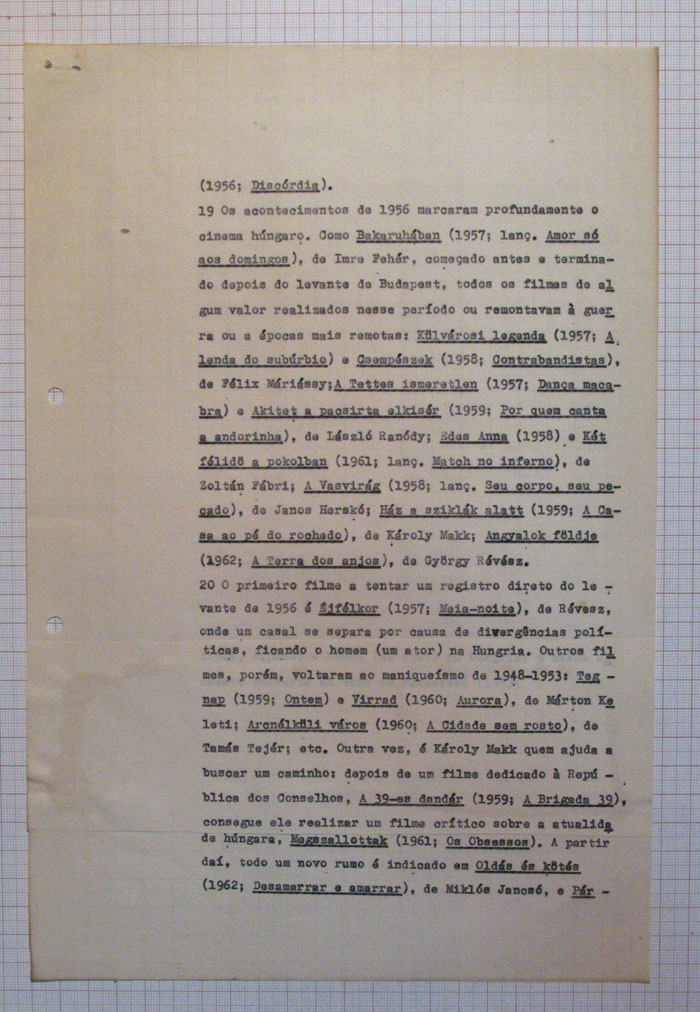 (1956; Discórdia).
19 Os acontecimentos de 1956 marcaram profundamente o
cinema húngaro. Como Bakaruhában (1957; lanç. Amor só
aos domingos), de Imre Fehér, começado antes e termina-
do depois do levante de Budapest, todos os filmes de al
gum valor realizados nesse período ou remontavam à guer
ra ou a épocas mais remotas: Külvárosi legenda (1957; A
lenda do subúrbio) e Csempészek (1958; Contrabandistas),
de Félix Máriássy;A Tettes ismeretlen (1957; Dança maca-
bra) e Akitet a pacsirta elkisér (1959; Por quem canta
a andorinha), de László Ranódy; Edes Anna (1958) e Két
félidö a pokolban (1961; lanç. Match no inferno), de
Zoltán Fábri; A Vasvirág (1958; lanç. Seu corpo, seu pe-
cado), de Janos Herskó; Ház a sziklák alatt (1959; A Ca-
sa ao pé do rochedo), de Károly Makk; Angyalok földje
(1962; A Terra dos anjos), de György Révész.
20 O primeiro filme a tentar um registro direto do le -
vante de 1956 é Éjfélkor (1957; Meia-noite), de Révesz,
onde um casal se separa por causa de divergências polí-
ticas, ficando o homem (um ator) na Hungria. Outros fil
mes, porém, voltaram ao maniqueísmo de 1948-1953: Teg -
nap (1959; Ontem) e Virrad (1960; Aurora), de Márton Ke
leti; Arcnélküli város (1960; A Cidade sem rosto), de
Tamás Tejér; etc. Outra vez, é Károly Makk quem ajuda a
buscar um caminho: depois de um filme dedicado à Repú -
blica dos Conselhos, A 39-es dandár (1959; A Brigada 39),
consegue ele realizar um filme crítico sobre a atualida
de húngara, Megszallottak (1961; Os Obsessos). A partir
daí, todo um novo rumo é indicado em Oldás és kötés
(1962; Desamarrar e amarrar), de Miklós Jancsó, e Pár -